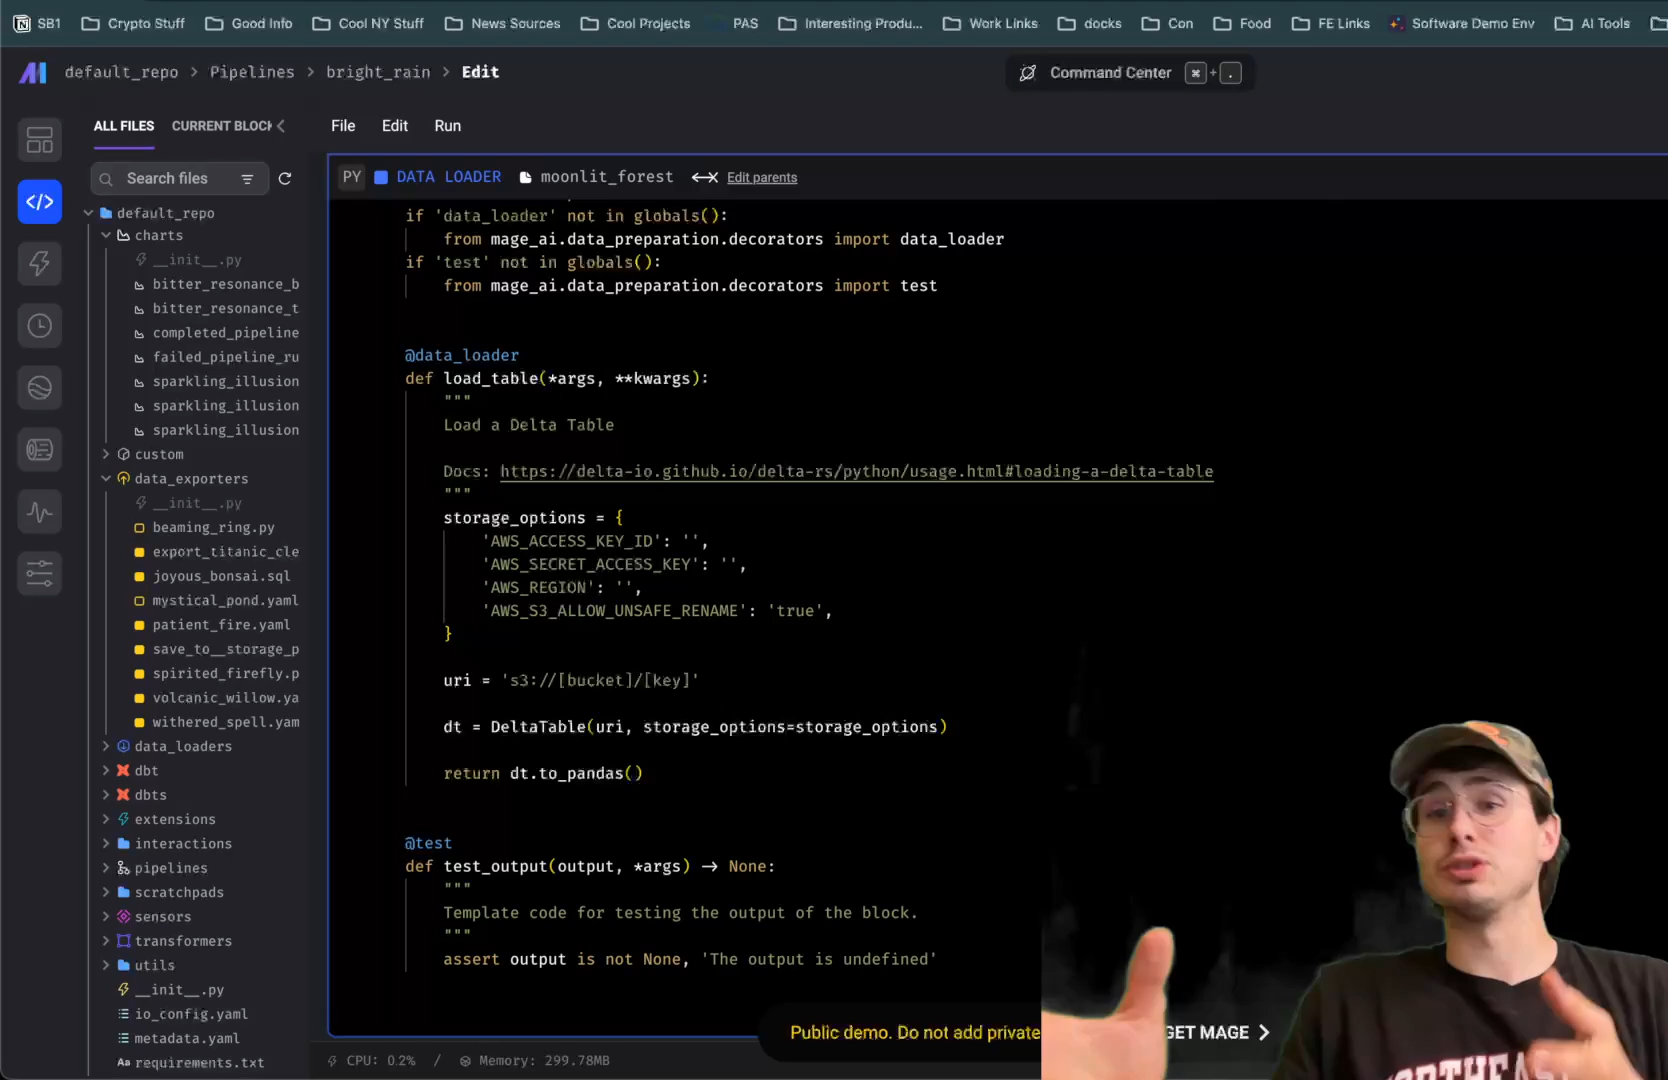 SB1 Crypto Stuff Good Info Cool NY Stuff News Sources Cool Projects PAS Interesting Produ... Work Links docks Con Food FE Links Software Demo Env AI Tools
default_repo > Pipelines > bright_rain > Edit
Command Center ⌘ + .
ALL FILES CURRENT BLOCK
File Edit Run
Search files
PY DATA LOADER moonlit_forest Edit parents
default_repo
charts
__init__.py
bitter_resonance_b
bitter_resonance_t
completed_pipeline
failed_pipeline_ru
sparkling_illusion
sparkling_illusion
sparkling_illusion
custom
data_exporters
__init__.py
beaming_ring.py
export_titanic_cle
joyous_bonsai.sql
mystical_pond.yaml
patient_fire.yaml
save_to__storage_p
spirited_firefly.p
volcanic_willow.ya
withered_spell.yam
data_loaders
dbt
dbts
extensions
interactions
pipelines
scratchpads
sensors
transformers
utils
__init__.py
io_config.yaml
metadata.yaml
requirements.txt
if 'data_loader' not in globals():
from mage_ai.data_preparation.decorators import data_loader
if 'test' not in globals():
from mage_ai.data_preparation.decorators import test
@data_loader
def load_table(*args, **kwargs):
"""
Load a Delta Table
Docs: https://delta-io.github.io/delta-rs/python/usage.html#loading-a-delta-table
"""
storage_options = {
'AWS_ACCESS_KEY_ID': '',
'AWS_SECRET_ACCESS_KEY': '',
'AWS_REGION': '',
'AWS_S3_ALLOW_UNSAFE_RENAME': 'true',
}
uri = 's3://[bucket]/[key]'
dt = DeltaTable(uri, storage_options=storage_options)
return dt.to_pandas()
@test
def test_output(output, *args) -> None:
"""
Template code for testing the output of the block.
"""
assert output is not None, 'The output is undefined'
Public demo. Do not add private
GET MAGE >
CPU: 0.2% / Memory: 299.78MB